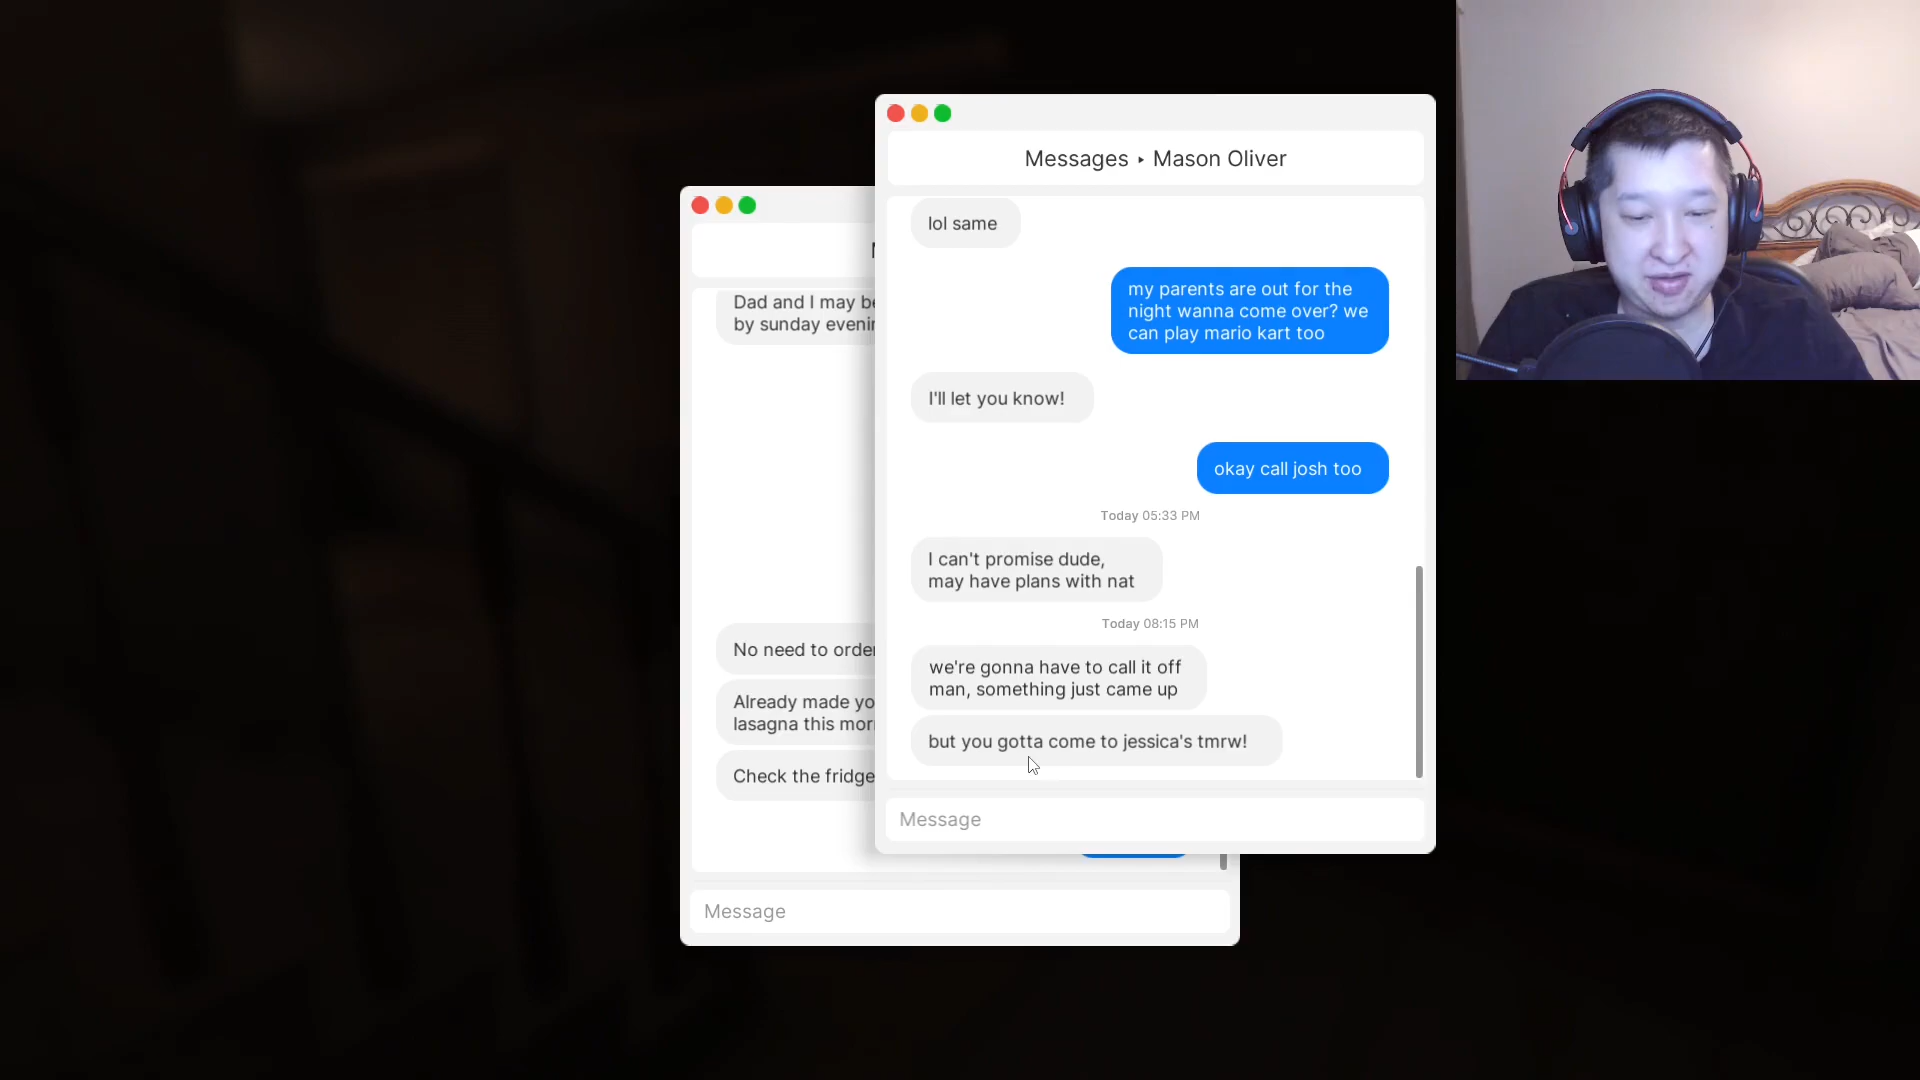 Messages ‣ Mason Oliver
lol same
my parents are out for the
night wanna come over? we
can play mario kart too
I'll let you know!
okay call josh too
Today 05:33 PM
I can't promise dude,
may have plans with nat
Today 08:15 PM
we're gonna have to call it off
man, something just came up
but you gotta come to jessica's tmrw!
Message
Dad and I may
by sunday
No need to
Already made
lasagna this
Check the fridge
Message